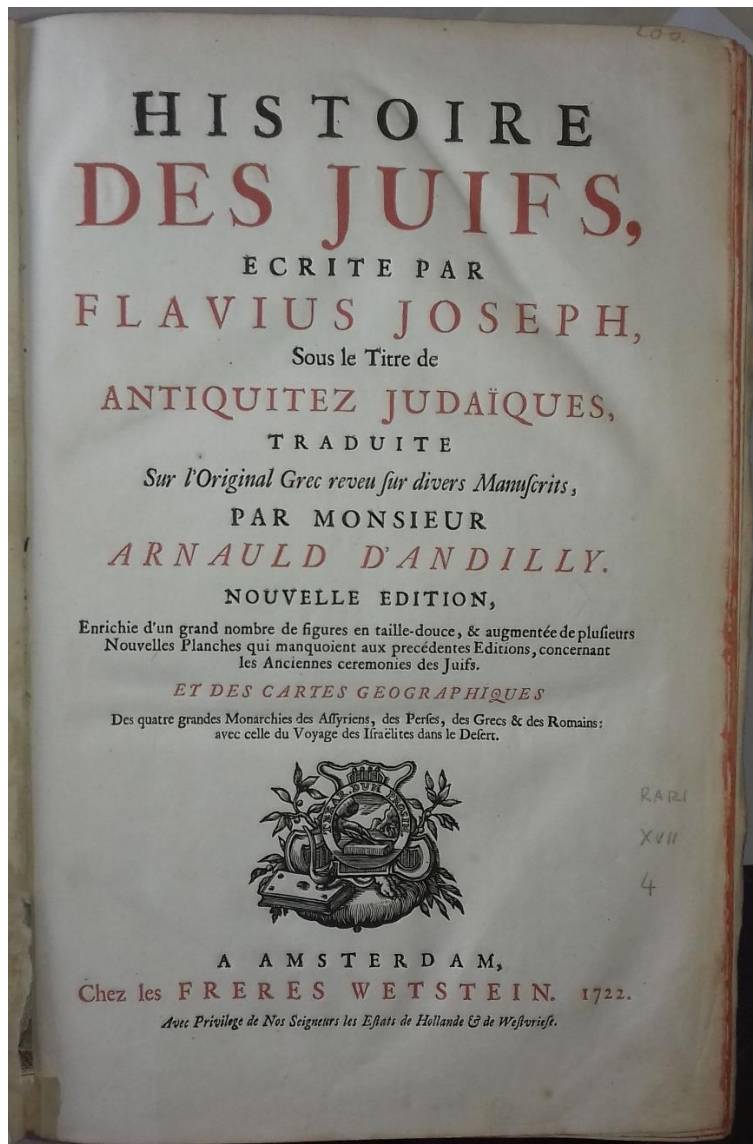 200.
HISTOIRE
DES JUIFS,
ECRITE PAR
FLAVIUS JOSEPH,
Sous le Titre de
ANTIQUITEZ JUDAÏQUES,
TRADUITE
Sur l'Original Grec reveu ſur divers Manuſcrits,
PAR MONSIEUR
ARNAULD D'ANDILLY.
NOUVELLE EDITION,
Enrichie d'un grand nombre de figures en taille-douce, & augmentée de pluſieurs
Nouvelles Planches qui manquoient aux precédentes Editions, concernant
les Anciennes ceremonies des Juifs.
ET DES CARTES GEOGRAPHIQUES
Des quatre grandes Monarchies des Aſſyriens, des Perſes, des Grecs & des Romains:
avec celle du Voyage des Iſraëlites dans le Deſert.
TERAR DUM PROSIM
RARI
XVII
4
A AMSTERDAM,
Chez les FRERES WETSTEIN. 1722.
Avec Privilege de Nos Seigneurs les Eſtats de Hollande & de Weſtvrieſe.